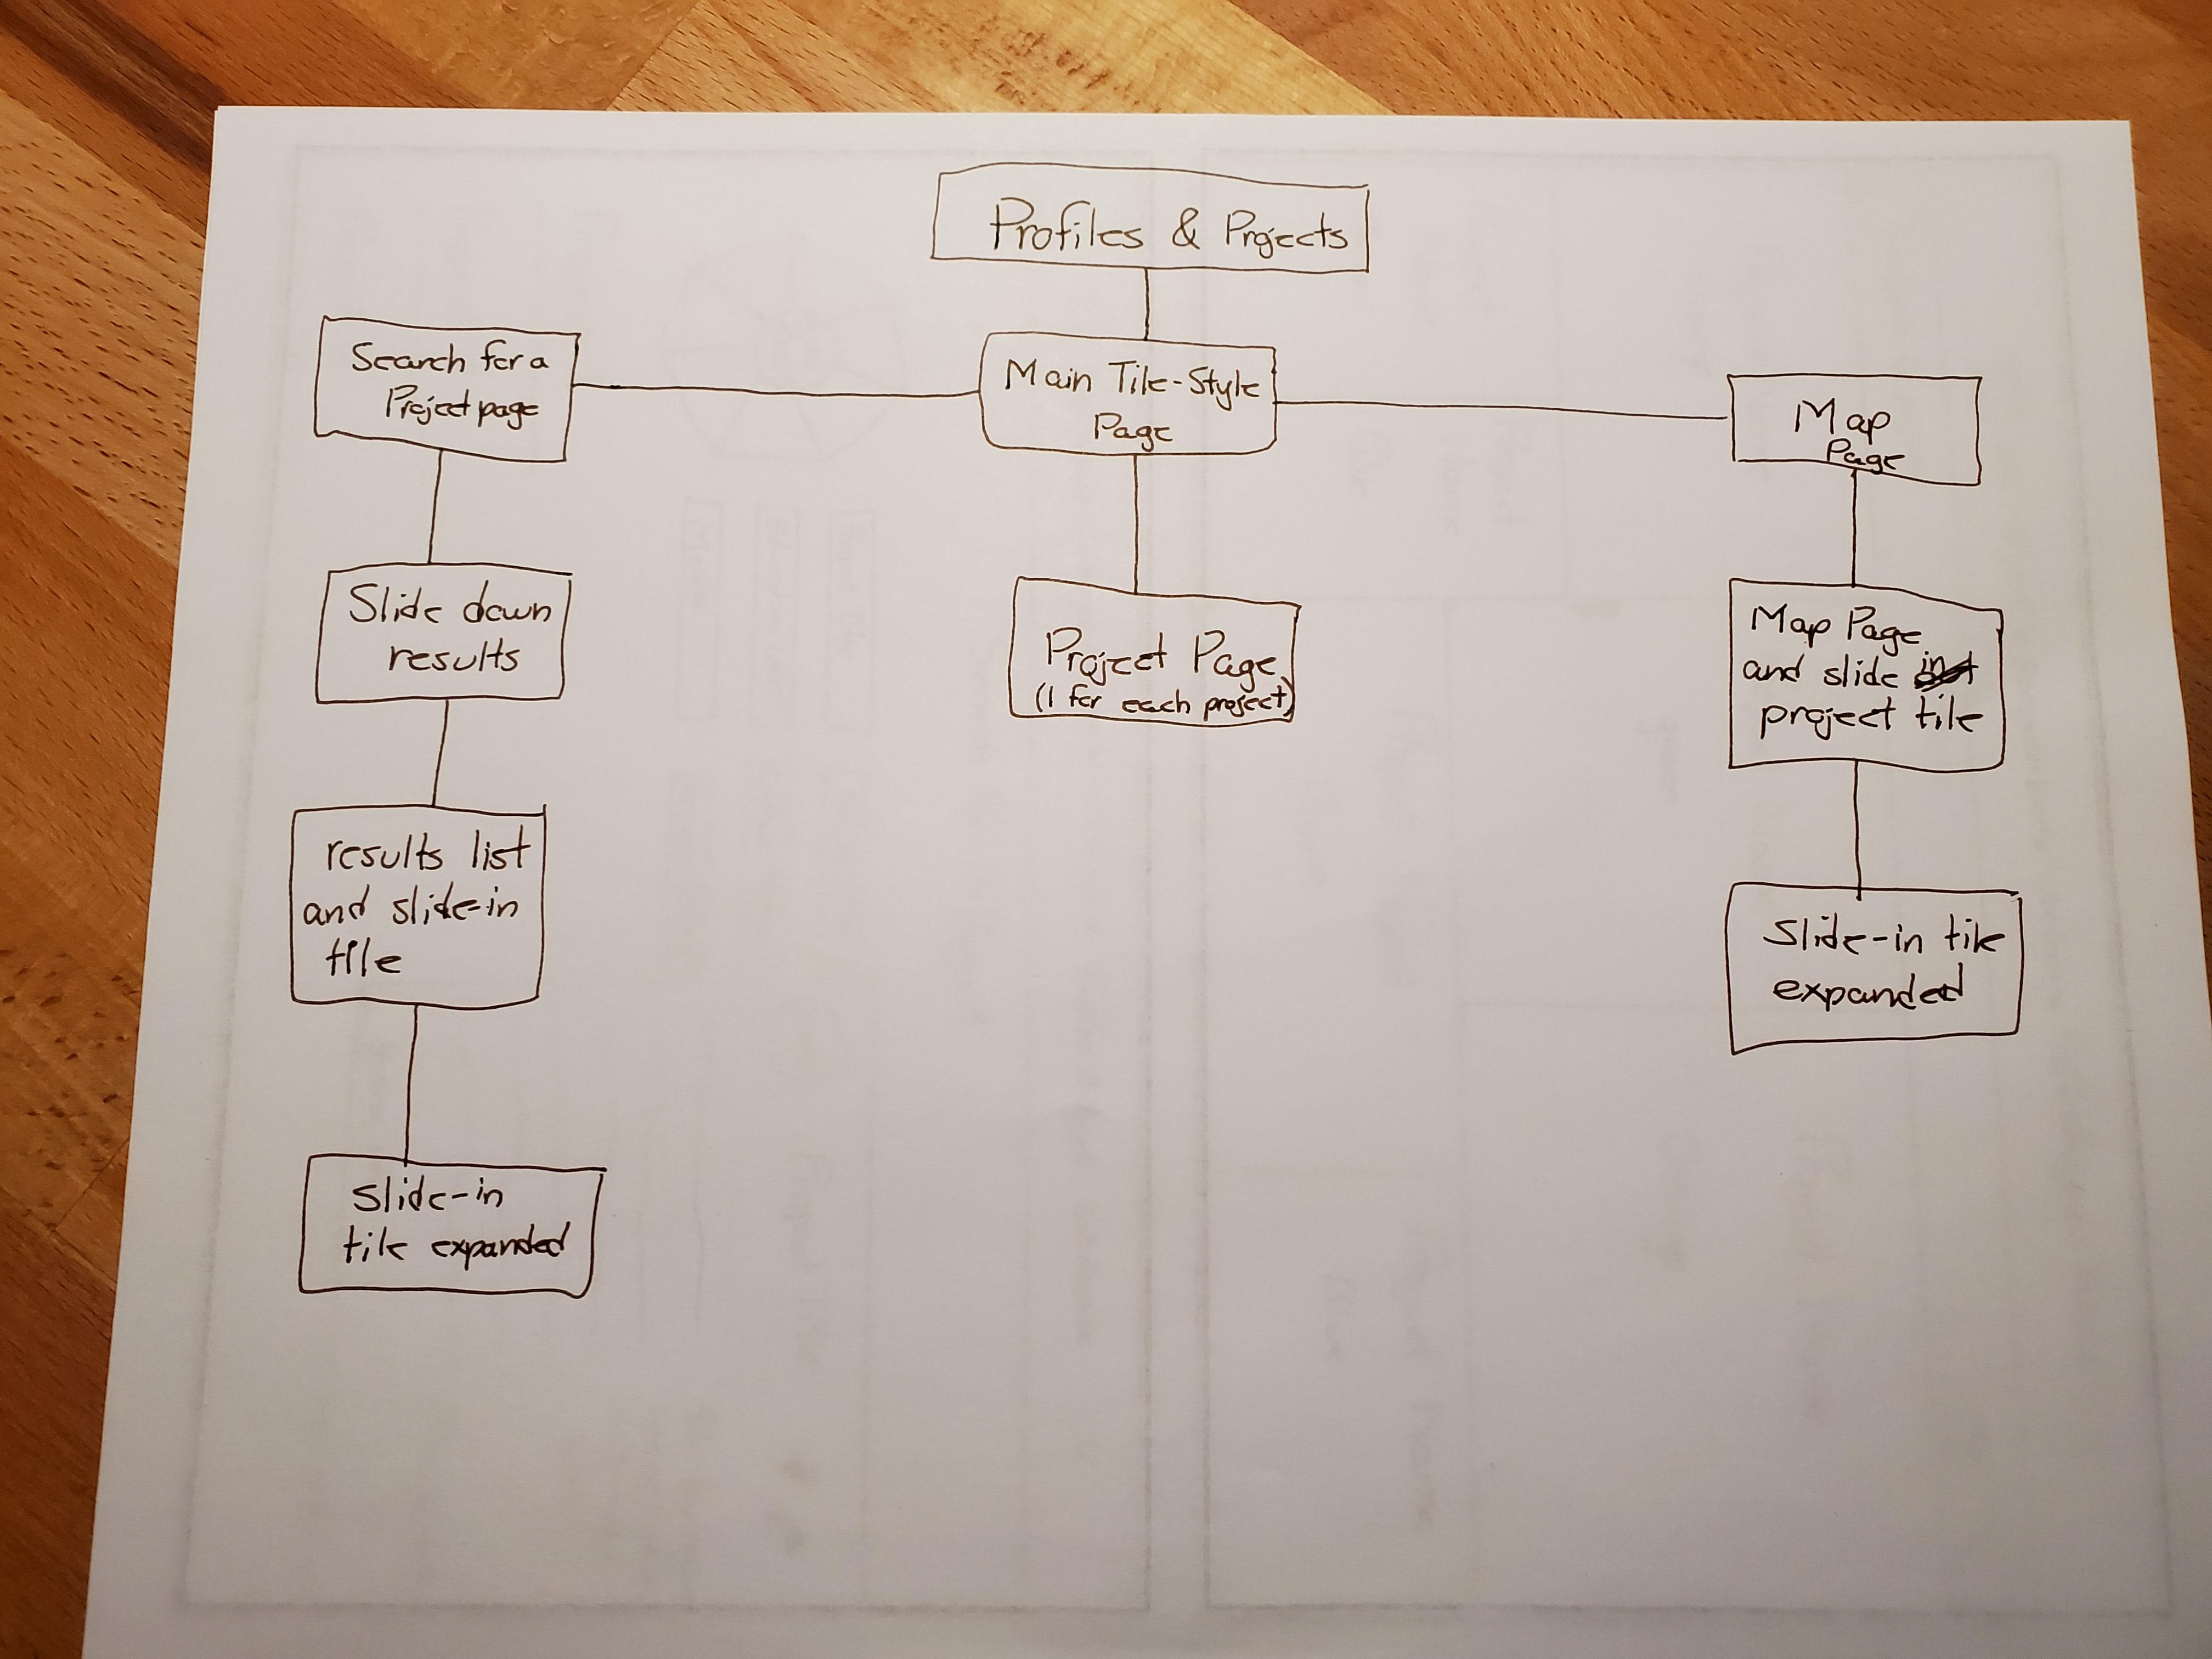 Profiles & Projects
Main Tile-Style
Page
Search for a
Project page
Slide down
results
results list
and slide-in
tile
Slide-in
tile expanded
Project Page
(1 for each project)
Map
Page
Map Page
and slide in
project tile
Slide-in tile
expanded